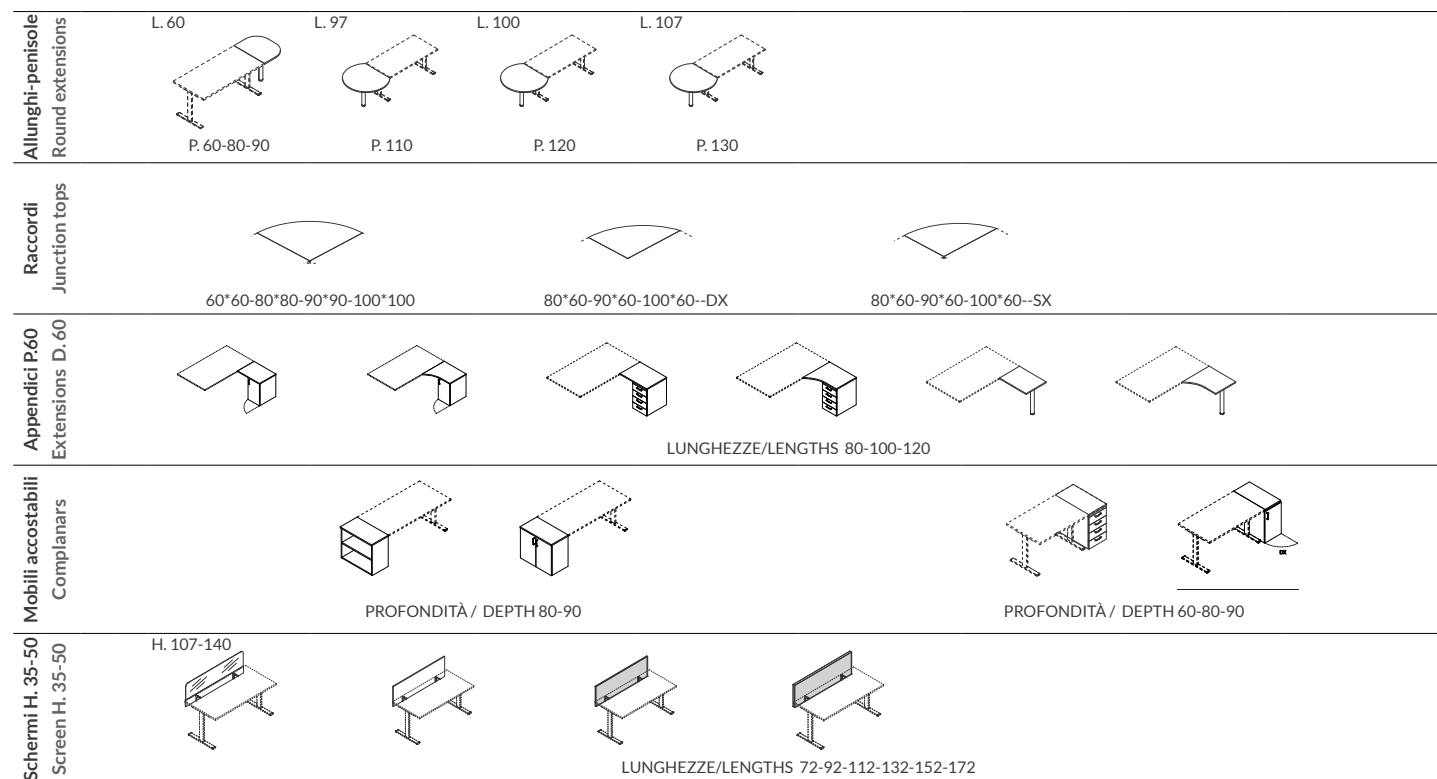 Allunghi-penisole
Round extensions
L. 60
L. 97
L. 100
L. 107
P. 60-80-90
P. 110
P. 120
P. 130
Raccordi
Junction tops
60*60-80*80-90*90-100*100
80*60-90*60-100*60--DX
80*60-90*60-100*60--SX
Appendici P.60
Extensions D. 60
LUNGHEZZE/LENGTHS 80-100-120
Mobili accostabili
Complanars
DX
PROFONDITÀ / DEPTH 80-90
PROFONDITÀ / DEPTH 60-80-90
Schermi H. 35-50
Screen H. 35-50
H. 107-140
LUNGHEZZE/LENGTHS 72-92-112-132-152-172